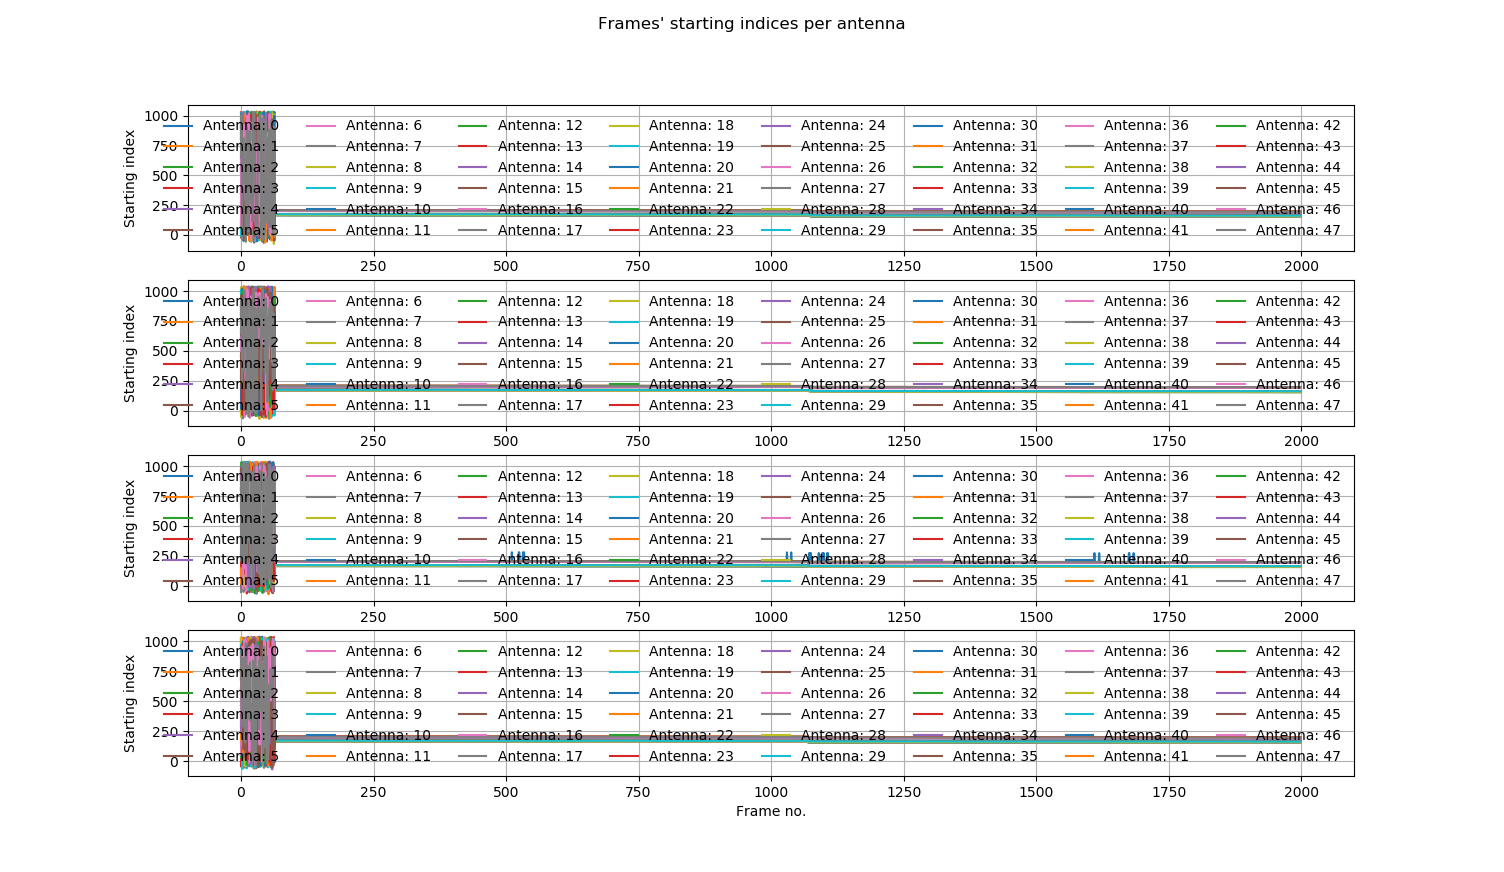 Frames' starting indices per antenna
Starting index
1000
750
500
250
0
Antenna: 0 Antenna: 6 Antenna: 12 Antenna: 18 Antenna: 24 Antenna: 30 Antenna: 36 Antenna: 42
Antenna: 1 Antenna: 7 Antenna: 13 Antenna: 19 Antenna: 25 Antenna: 31 Antenna: 37 Antenna: 43
Antenna: 2 Antenna: 8 Antenna: 14 Antenna: 20 Antenna: 26 Antenna: 32 Antenna: 38 Antenna: 44
Antenna: 3 Antenna: 9 Antenna: 15 Antenna: 21 Antenna: 27 Antenna: 33 Antenna: 39 Antenna: 45
Antenna: 4 Antenna: 10 Antenna: 16 Antenna: 22 Antenna: 28 Antenna: 34 Antenna: 40 Antenna: 46
Antenna: 5 Antenna: 11 Antenna: 17 Antenna: 23 Antenna: 29 Antenna: 35 Antenna: 41 Antenna: 47
0 250 500 750 1000 1250 1500 1750 2000
Starting index
1000
750
500
250
0
Antenna: 0 Antenna: 6 Antenna: 12 Antenna: 18 Antenna: 24 Antenna: 30 Antenna: 36 Antenna: 42
Antenna: 1 Antenna: 7 Antenna: 13 Antenna: 19 Antenna: 25 Antenna: 31 Antenna: 37 Antenna: 43
Antenna: 2 Antenna: 8 Antenna: 14 Antenna: 20 Antenna: 26 Antenna: 32 Antenna: 38 Antenna: 44
Antenna: 3 Antenna: 9 Antenna: 15 Antenna: 21 Antenna: 27 Antenna: 33 Antenna: 39 Antenna: 45
Antenna: 4 Antenna: 10 Antenna: 16 Antenna: 22 Antenna: 28 Antenna: 34 Antenna: 40 Antenna: 46
Antenna: 5 Antenna: 11 Antenna: 17 Antenna: 23 Antenna: 29 Antenna: 35 Antenna: 41 Antenna: 47
0 250 500 750 1000 1250 1500 1750 2000
Starting index
1000
750
500
250
0
Antenna: 0 Antenna: 6 Antenna: 12 Antenna: 18 Antenna: 24 Antenna: 30 Antenna: 36 Antenna: 42
Antenna: 1 Antenna: 7 Antenna: 13 Antenna: 19 Antenna: 25 Antenna: 31 Antenna: 37 Antenna: 43
Antenna: 2 Antenna: 8 Antenna: 14 Antenna: 20 Antenna: 26 Antenna: 32 Antenna: 38 Antenna: 44
Antenna: 3 Antenna: 9 Antenna: 15 Antenna: 21 Antenna: 27 Antenna: 33 Antenna: 39 Antenna: 45
Antenna: 4 Antenna: 10 Antenna: 16 Antenna: 22 Antenna: 28 Antenna: 34 Antenna: 40 Antenna: 46
Antenna: 5 Antenna: 11 Antenna: 17 Antenna: 23 Antenna: 29 Antenna: 35 Antenna: 41 Antenna: 47
0 250 500 750 1000 1250 1500 1750 2000
Starting index
1000
750
500
250
0
Antenna: 0 Antenna: 6 Antenna: 12 Antenna: 18 Antenna: 24 Antenna: 30 Antenna: 36 Antenna: 42
Antenna: 1 Antenna: 7 Antenna: 13 Antenna: 19 Antenna: 25 Antenna: 31 Antenna: 37 Antenna: 43
Antenna: 2 Antenna: 8 Antenna: 14 Antenna: 20 Antenna: 26 Antenna: 32 Antenna: 38 Antenna: 44
Antenna: 3 Antenna: 9 Antenna: 15 Antenna: 21 Antenna: 27 Antenna: 33 Antenna: 39 Antenna: 45
Antenna: 4 Antenna: 10 Antenna: 16 Antenna: 22 Antenna: 28 Antenna: 34 Antenna: 40 Antenna: 46
Antenna: 5 Antenna: 11 Antenna: 17 Antenna: 23 Antenna: 29 Antenna: 35 Antenna: 41 Antenna: 47
0 250 500 750 1000 1250 1500 1750 2000
Frame no.